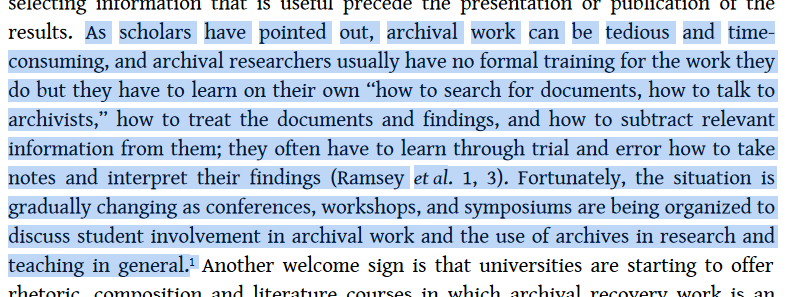 selecting information that is useful precede the presentation or publication of the
results. As scholars have pointed out, archival work can be tedious and time-
consuming, and archival researchers usually have no formal training for the work they
do but they have to learn on their own “how to search for documents, how to talk to
archivists,” how to treat the documents and findings, and how to subtract relevant
information from them; they often have to learn through trial and error how to take
notes and interpret their findings (Ramsey et al. 1, 3). Fortunately, the situation is
gradually changing as conferences, workshops, and symposiums are being organized to
discuss student involvement in archival work and the use of archives in research and
teaching in general.¹ Another welcome sign is that universities are starting to offer
rhetoric, composition and literature courses in which archival recovery work is an